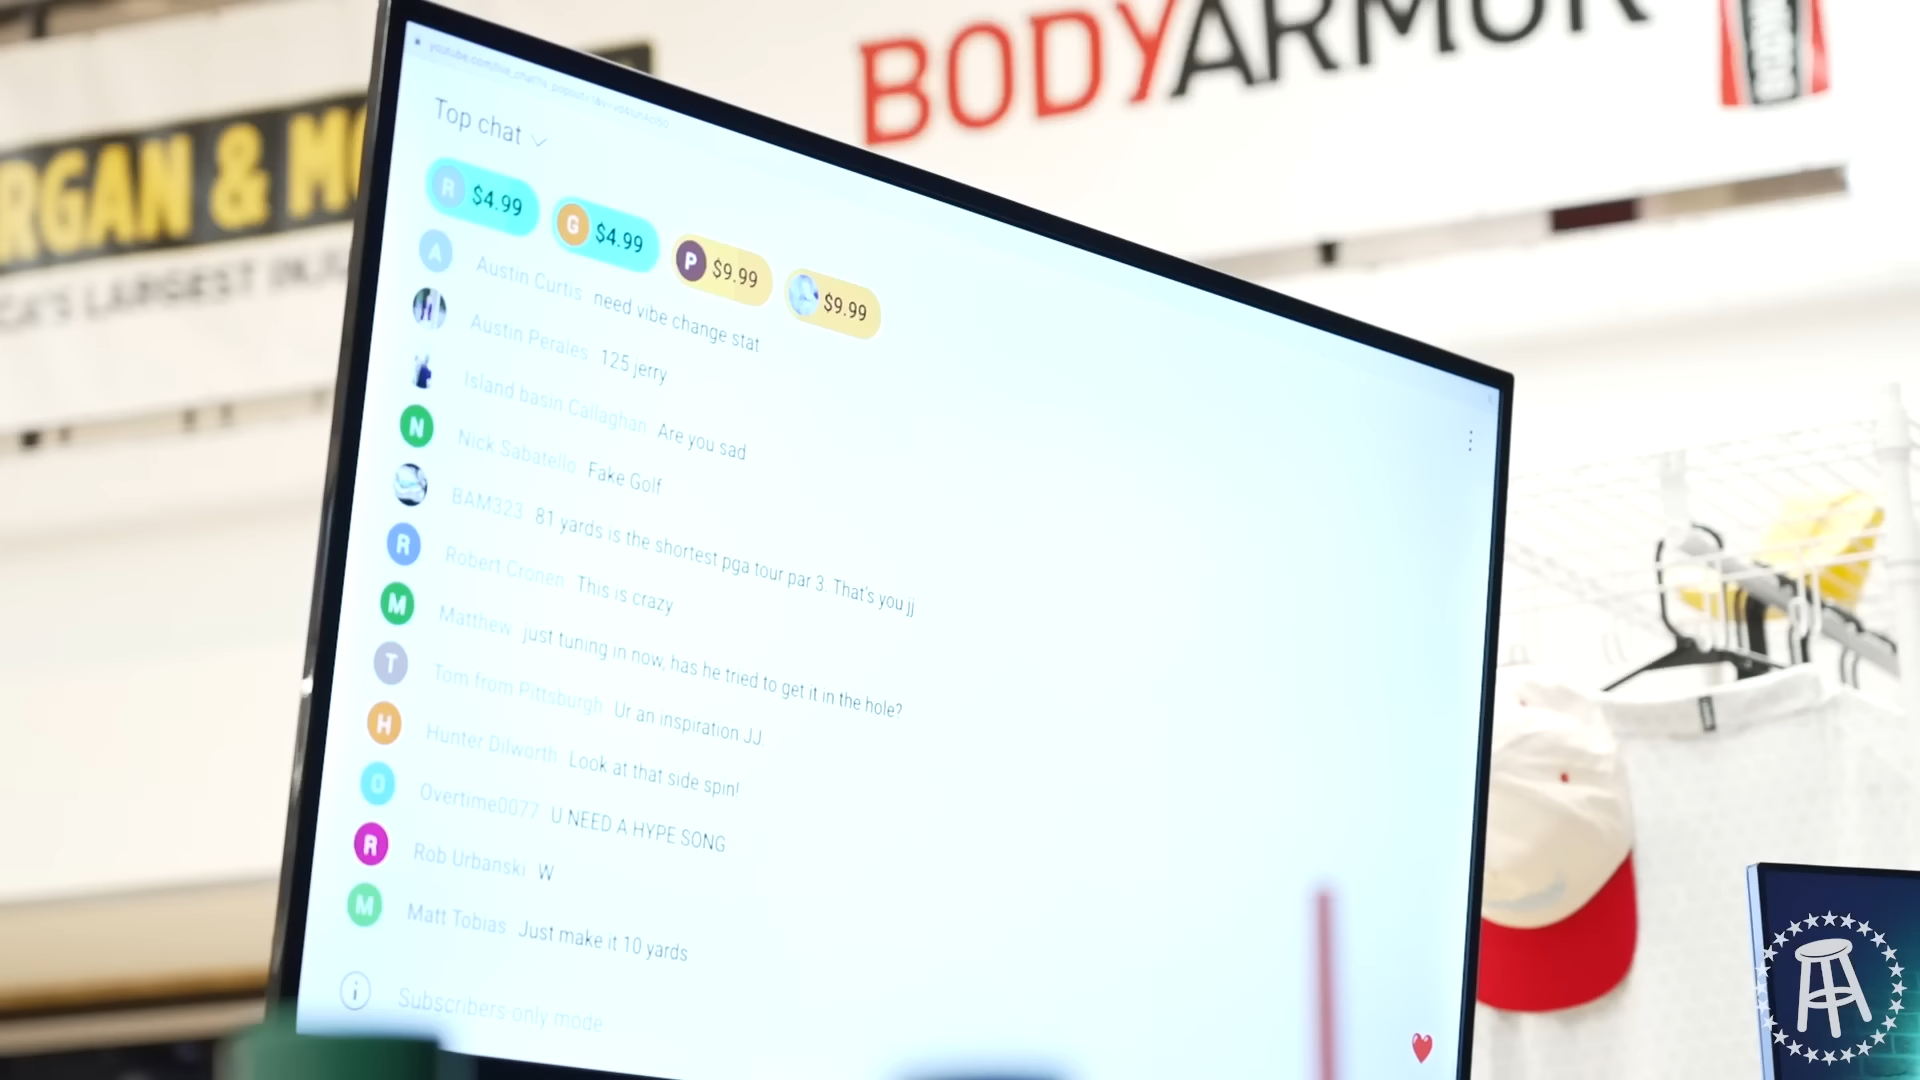 BODYARMOR
RGAN & MO
CA'S LARGEST INJU
Top chat
R $4.99
G $4.99
P $9.99
$9.99
A Austin Curtis need vibe change stat
Austin Perales 125 jerry
Island basin Callaghan Are you sad
N Nick Sabatello Fake Golf
BAM323 81 yards is the shortest pga tour par 3. That's you jj
R Robert Cronen This is crazy
M Matthew just tuning in now, has he tried to get it in the hole?
T Tom from Pittsburgh Ur an inspiration JJ.
H Hunter Dilworth Look at that side spin!
O Overtime0077 U NEED A HYPE SONG
R Rob Urbanski W
M Matt Tobias Just make it 10 yards
Subscribers only mode